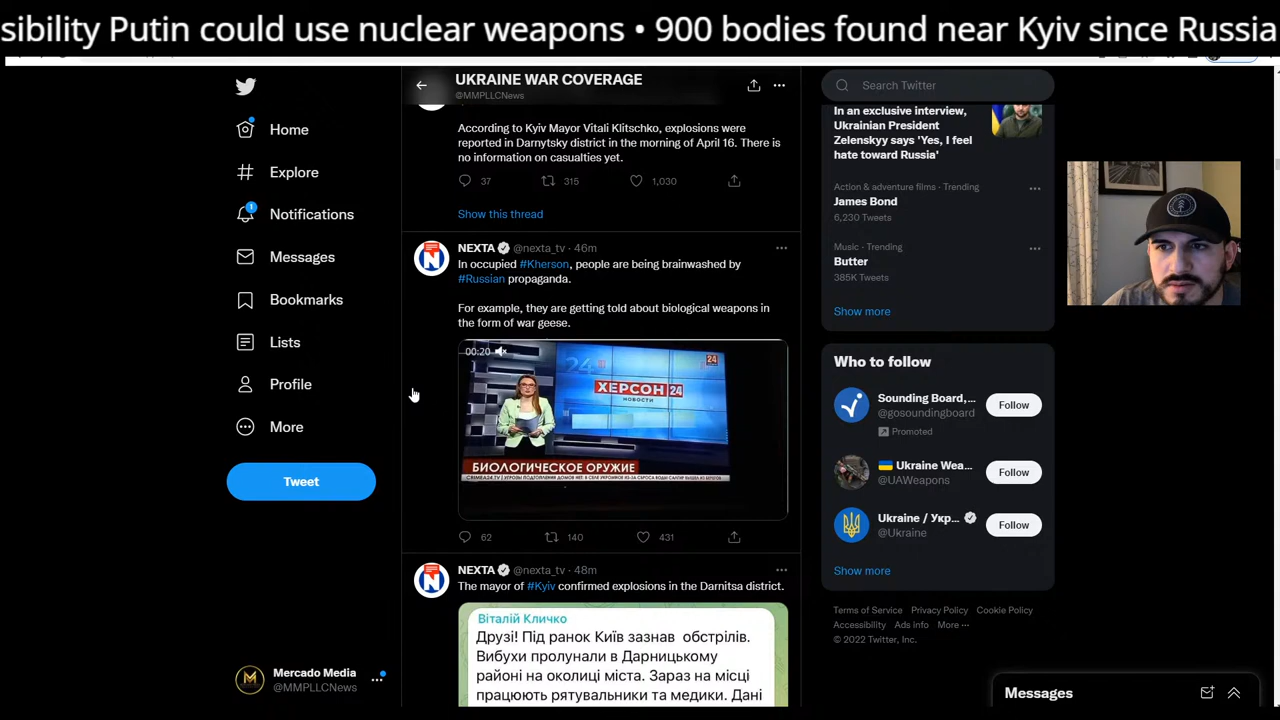 sibility Putin could use nuclear weapons • 900 bodies found near Kyiv since Russia
UKRAINE WAR COVERAGE
@MMPLLCNews
Home
Explore
1
Notifications
Messages
Bookmarks
Lists
Profile
More
Tweet
Mercado Media
@MMPLLCNews
According to Kyiv Mayor Vitali Klitschko, explosions were
reported in Darnytsky district in the morning of April 16. There is
no information on casualties yet.
37 315 1,030
Show this thread
NEXTA @nexta_tv · 46m
In occupied #Kherson, people are being brainwashed by
#Russian propaganda.
For example, they are getting told about biological weapons in
the form of war geese.
00:20
24
ХЕРСОН 24
НОВОСТИ
БИОЛОГИЧЕСКОЕ ОРУЖИЕ
62 140 431
NEXTA @nexta_tv · 48m
The mayor of #Kyiv confirmed explosions in the Darnitsa district.
Віталій Кличко
Друзі! Під ранок Київ зазнав обстрілів.
Вибухи пролунали в Дарницькому
районі на околиці міста. Зараз на місці
працюють рятувальники та медики. Дані
Search Twitter
In an exclusive interview,
Ukrainian President
Zelenskyy says 'Yes, I feel
hate toward Russia'
Action & adventure films · Trending
James Bond
6,230 Tweets
Music · Trending
Butter
385K Tweets
Show more
Who to follow
Sounding Board,...
@gosoundingboard
Promoted
Follow
Ukraine Wea...
@UAWeapons
Follow
Ukraine / Укр...
@Ukraine
Follow
Show more
Terms of Service Privacy Policy Cookie Policy
Accessibility Ads info More ···
© 2022 Twitter, Inc.
Messages